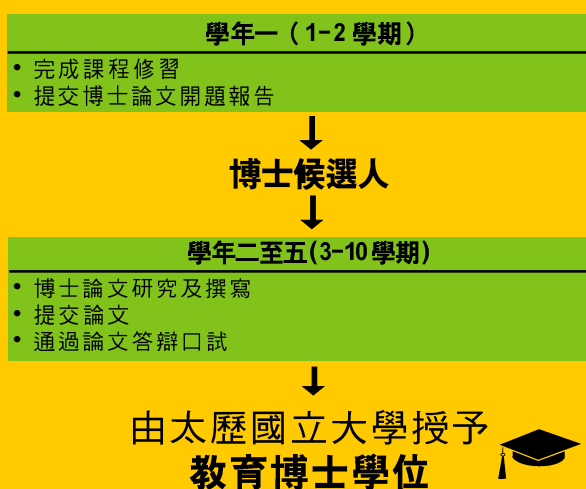 學年一（1-2 學期）
• 完成課程修習
• 提交博士論文開題報告
博士候選人
學年二至五(3-10 學期)
• 博士論文研究及撰寫
• 提交論文
• 通過論文答辯口試
由太歷國立大學授予
教育博士學位